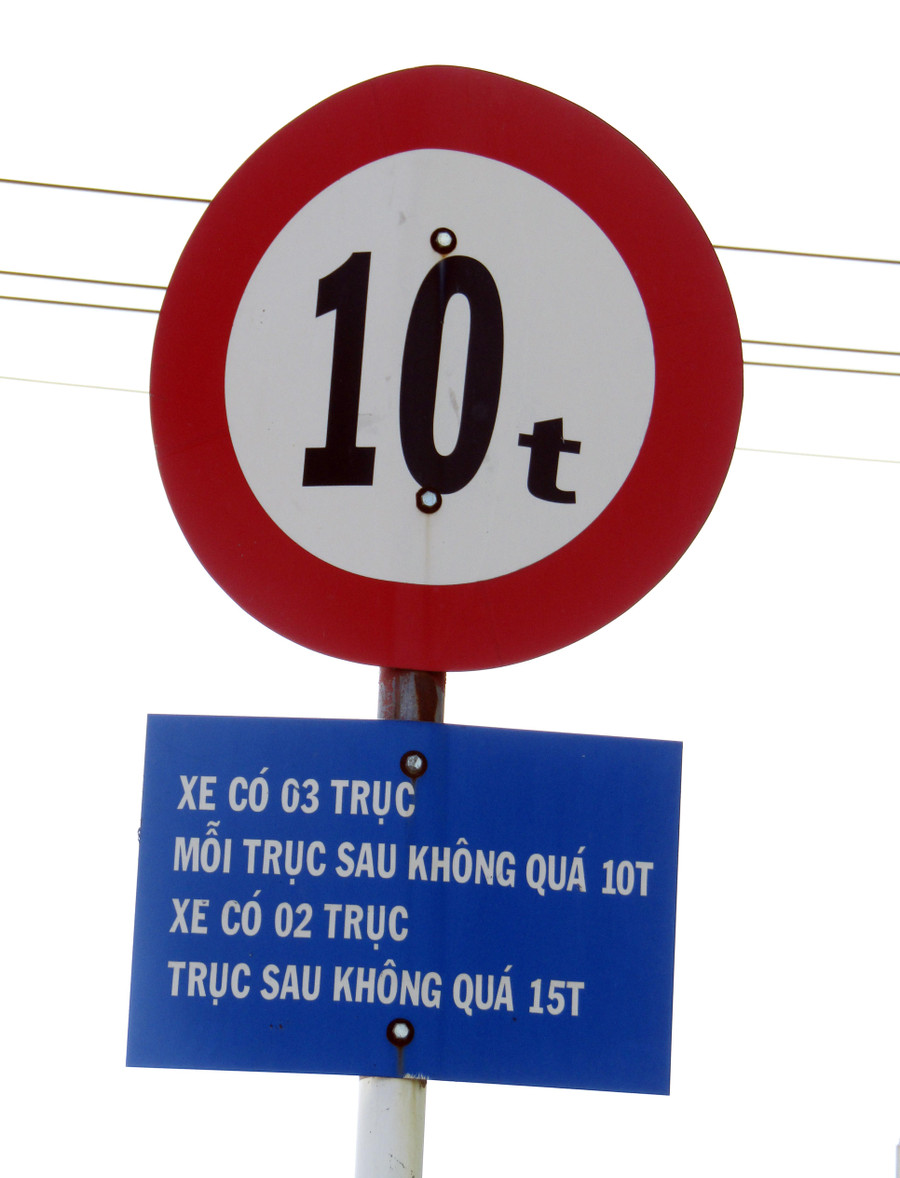 10t
XE CÓ 03 TRỤC
MỖI TRỤC SAU KHÔNG QUÁ 10T
XE CÓ 02 TRỤC
TRỤC SAU KHÔNG QUÁ 15T